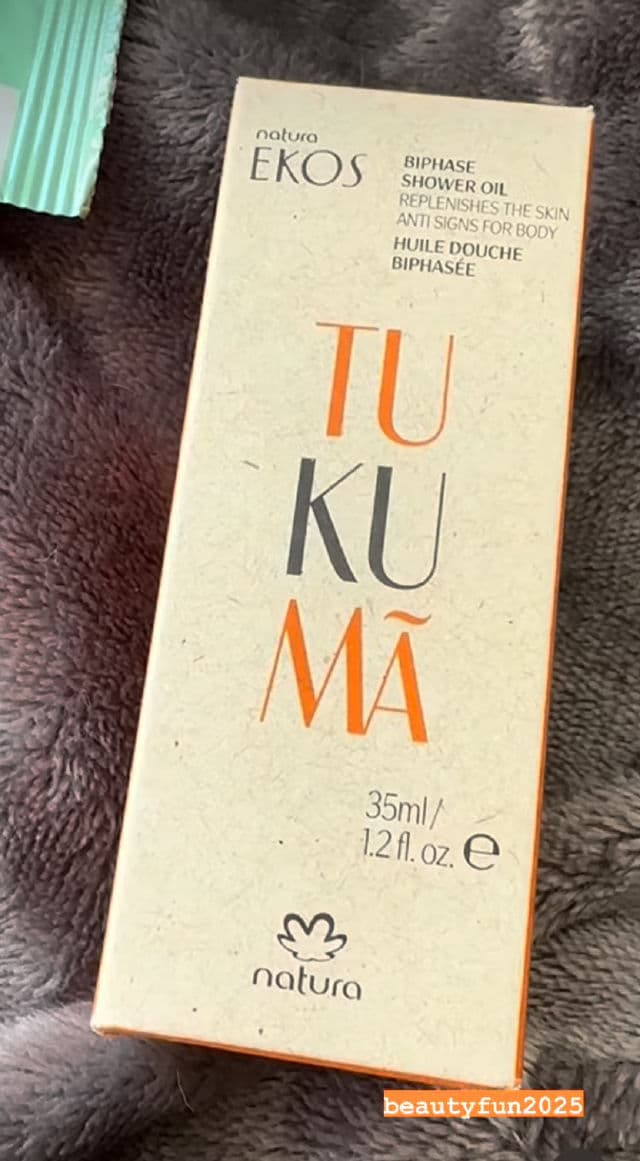 natura
EKOS
BIPHASE
SHOWER OIL
REPLENISHES THE SKIN
ANTI SIGNS FOR BODY
HUILE DOUCHE
BIPHASÉE
TU
KU
MÃ
35ml/
1.2 fl. oz. ℮
natura
beautyfun2025